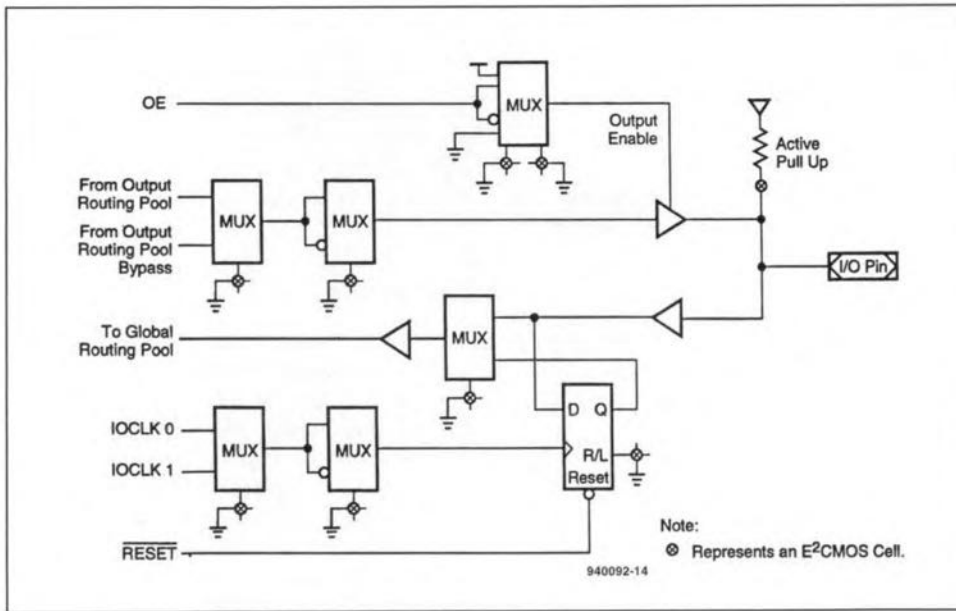 MUX
OE
Output
Enable
Active
Pull Up
From Output
Routing Pool
MUX
MUX
From Output
Routing Pool
Bypass
I/O Pin
To Global
Routing Pool
MUX
D Q
IOCLK 0
MUX
MUX
R/L
IOCLK 1
Reset
Note:
RESET
⊗ Represents an E²CMOS Cell.
940092-14